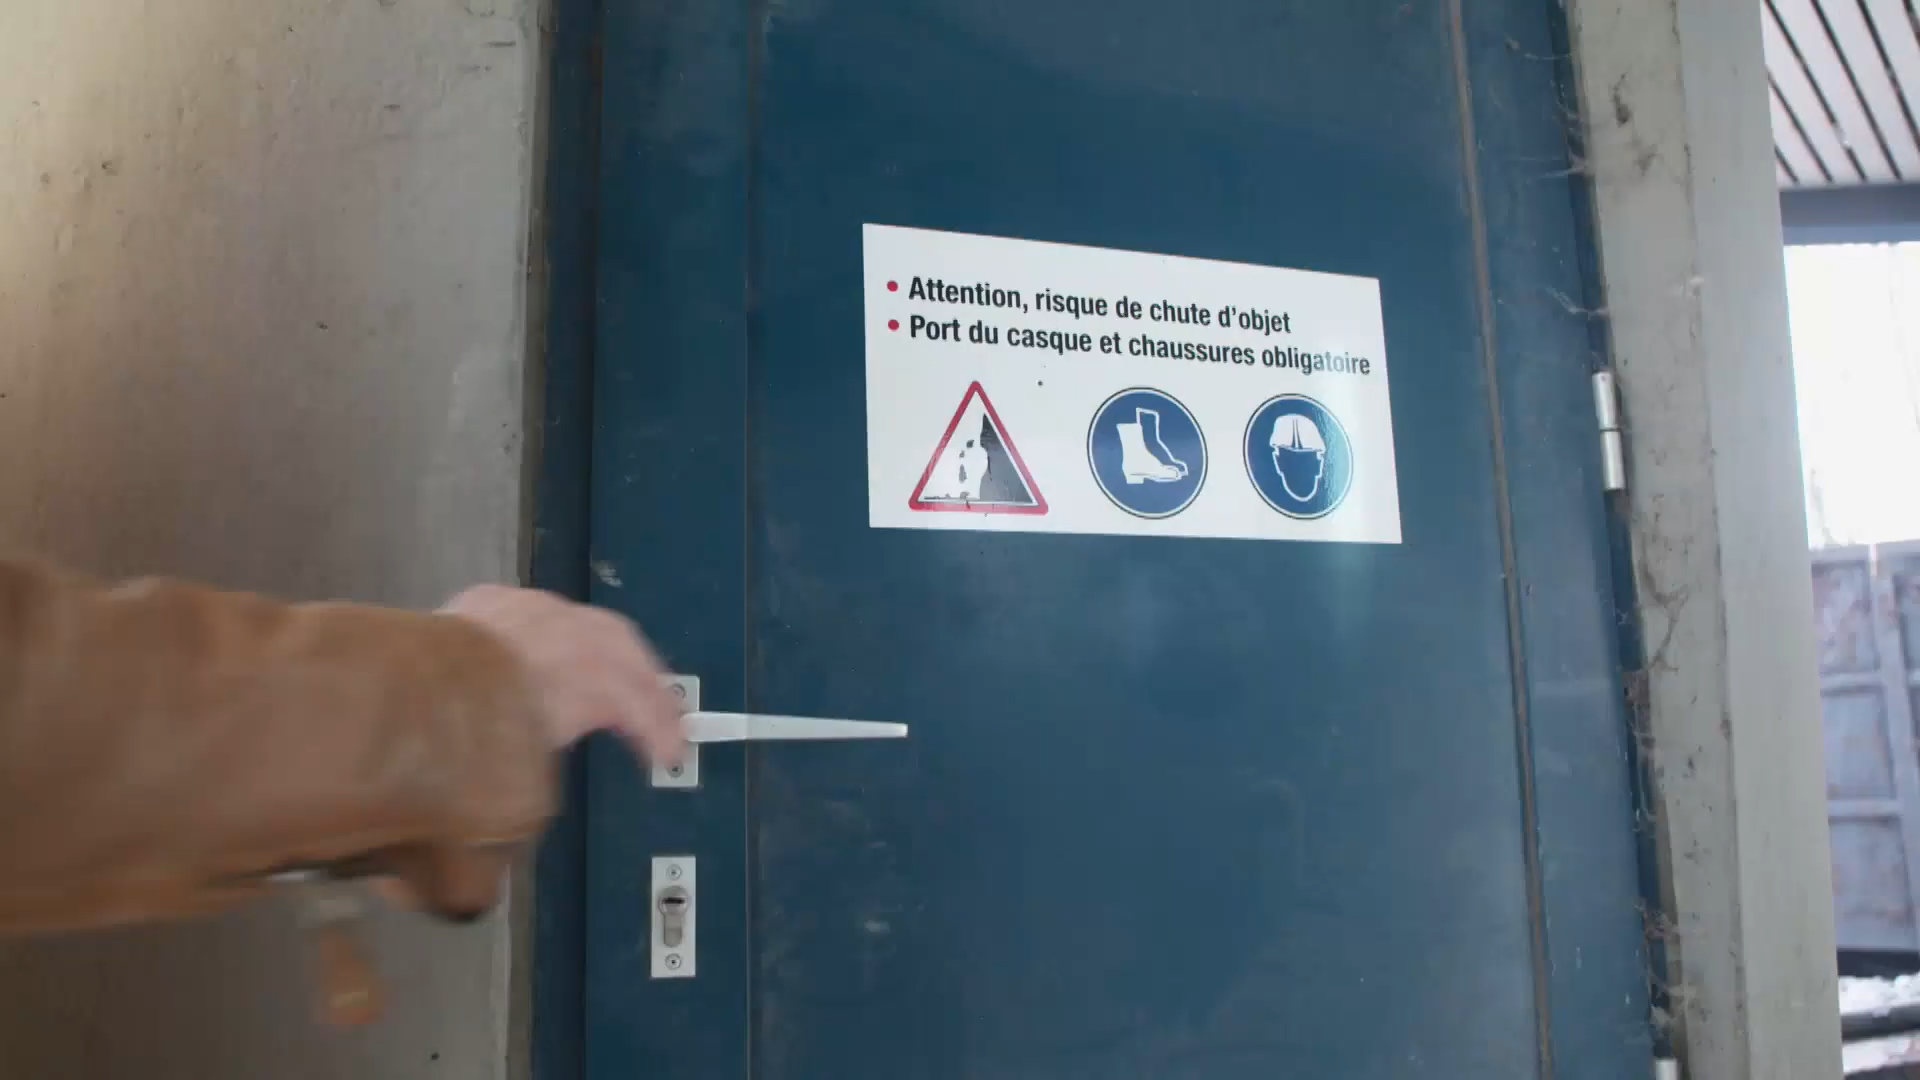 • Attention, risque de chute d'objet
• Port du casque et chaussures obligatoire